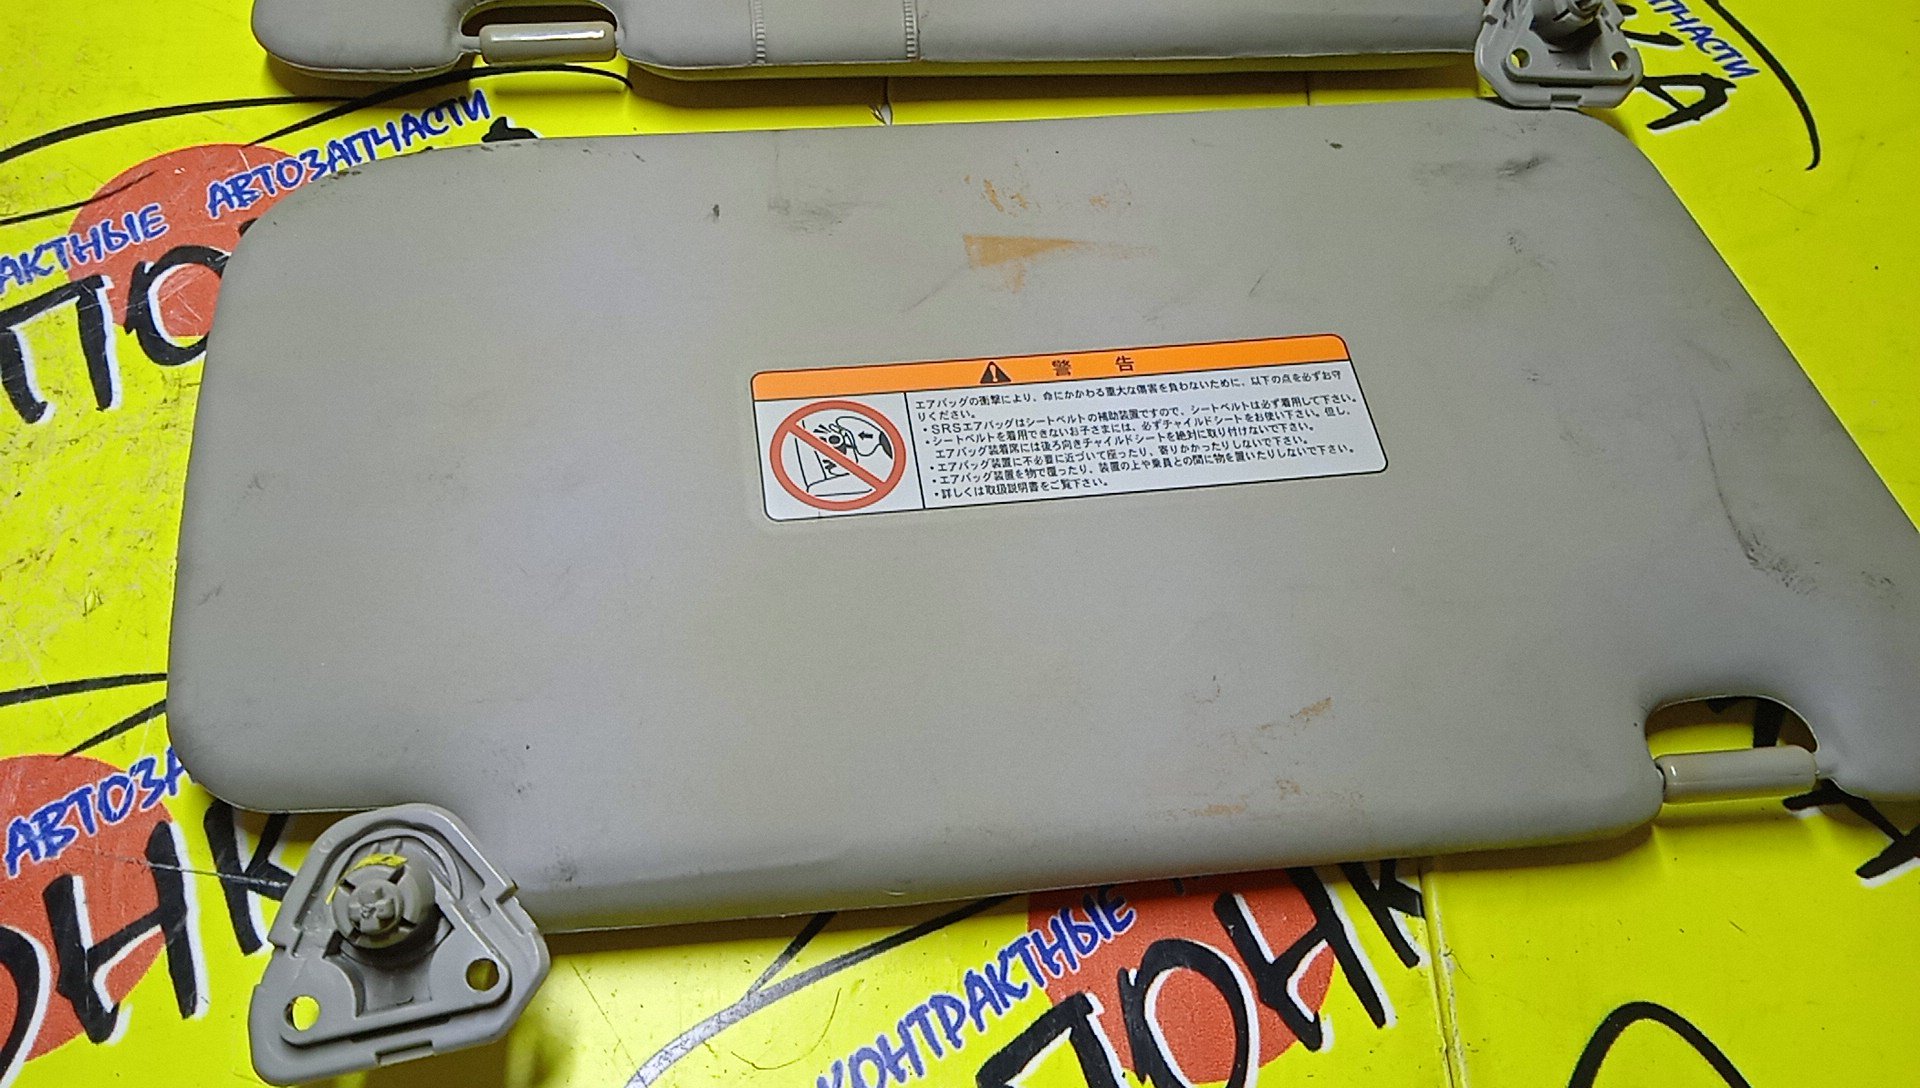 ЗАПЧАСТИ
АВТОЗАПЧАСТИ
АКТНЫЕ
ПО
警 告
エアバッグの衝撃により、命にかかわる重大な傷害を負わないために、以下の点を必ずお守
りください。
・SRSエアバッグはシートベルトの補助装置ですので、シートベルトは必ず着用して下さい。
・シートベルトを着用できないお子さまには、必ずチャイルドシートをお使い下さい。但し、
エアバッグ装着席には後ろ向きチャイルドシートを絶対に取り付けないで下さい。
・エアバッグ装置に不必要に近づいて座ったり、寄りかかったりしないで下さい。
・エアバッグ装置を物で覆ったり、装置の上や乗員との間に物を置いたりしないで下さい。
・詳しくは取扱説明書をご覧下さい。
АВТОЗА
ОНК
КОНТРАКТНЫЕ
ПОНК